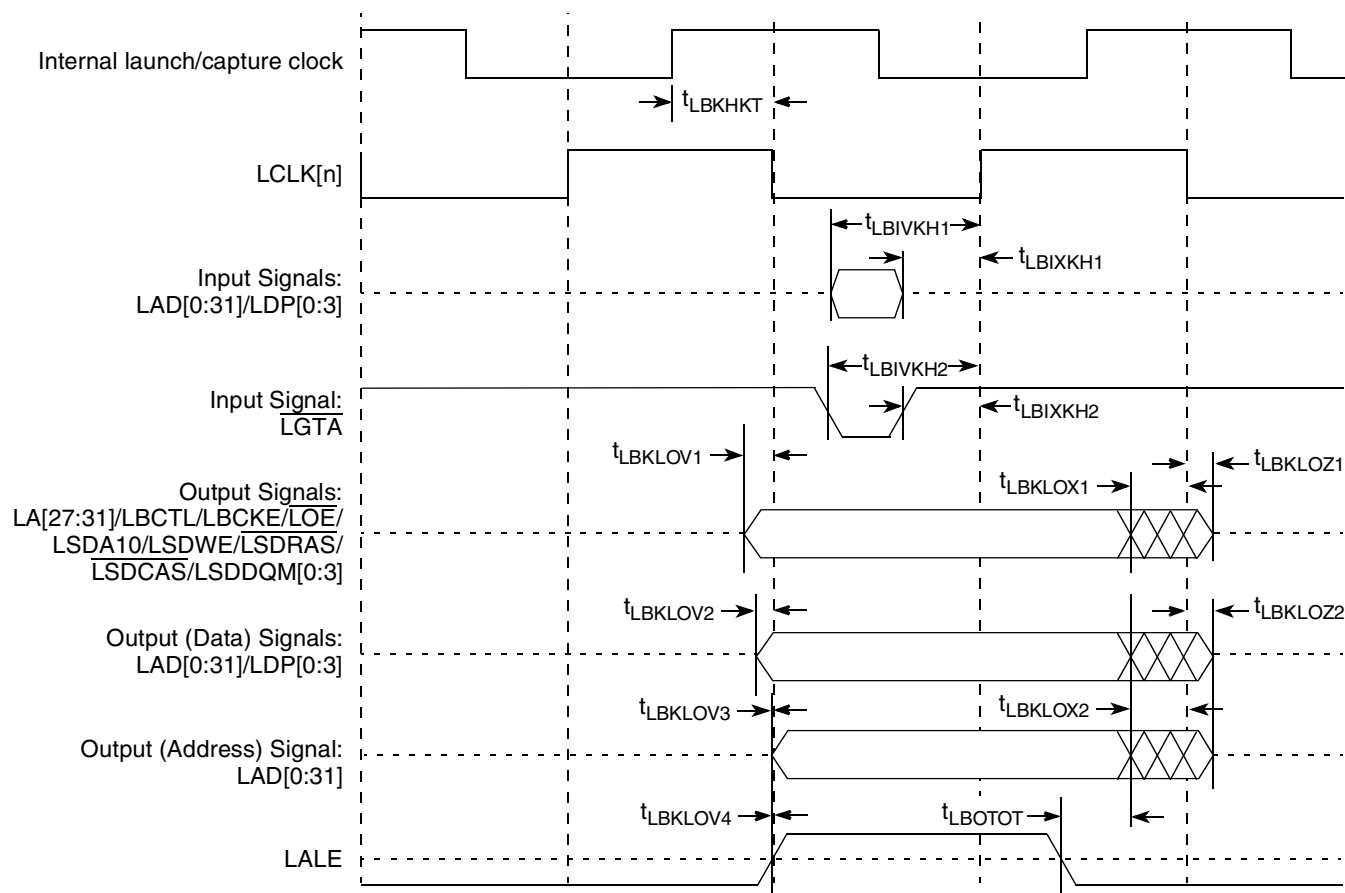 Internal launch/capture clock
tLBKHKT
LCLK[n]
tLBIVKH1
tLBIXKH1
Input Signals:
LAD[0:31]/LDP[0:3]
tLBIVKH2
Input Signal:
LGTA
tLBIXKH2
tLBKLOV1
tLBKLOZ1
tLBKLOX1
Output Signals:
LA[27:31]/LBCTL/LBCKE/LOE/
LSDA10/LSDWE/LSDRAS/
LSDCAS/LSDDQM[0:3]
tLBKLOV2
tLBKLOZ2
Output (Data) Signals:
LAD[0:31]/LDP[0:3]
tLBKLOV3
tLBKLOX2
Output (Address) Signal:
LAD[0:31]
tLBKLOV4
tLBOTOT
LALE